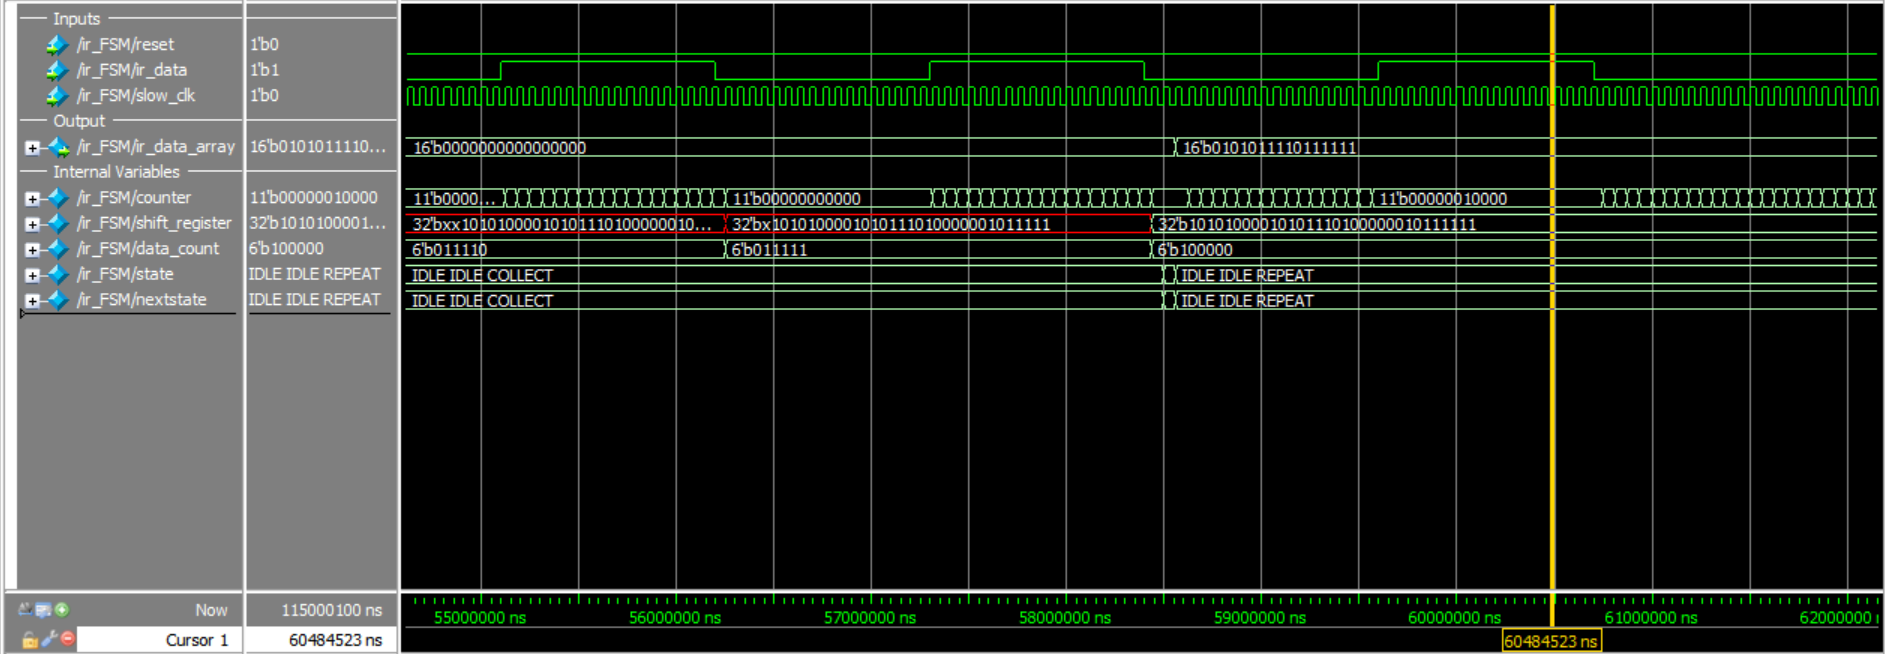 Inputs
/ir_FSM/reset 1'b0
/ir_FSM/ir_data 1'b1
/ir_FSM/slow_clk 1'b0
Output
/ir_FSM/ir_data_array 16'b0101011110... 16'b0000000000000000 16'b0101011110111111
Internal Variables
/ir_FSM/counter 11'b00000010000 11'b0000... 11'b00000000000 11'b00000010000
/ir_FSM/shift_register 32'b1010100001... 32'bxx1010100001010111010000001​0... 32'bx1010100001010111010000001011111 32'b10101000010101110100000010111111
/ir_FSM/data_count 6'b100000 6'b011110 6'b011111 6'b100000
/ir_FSM/state IDLE IDLE REPEAT IDLE IDLE COLLECT IDLE IDLE REPEAT
/ir_FSM/nextstate IDLE IDLE REPEAT IDLE IDLE COLLECT IDLE IDLE REPEAT
Now 115000100 ns 55000000 ns 56000000 ns 57000000 ns 58000000 ns 59000000 ns 60000000 ns 61000000 ns 62000000
Cursor 1 60484523 ns 60484523 ns